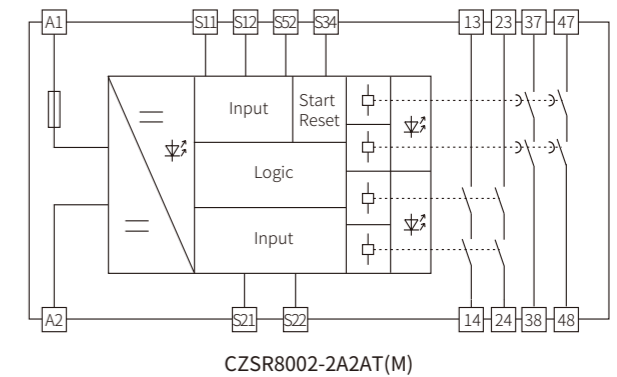 A1 S11 S12 S52 S34 13 23 37 47
Input
Start
Reset
Logic
Input
A2 S21 S22 14 24 38 48
CZSR8002-2A2AT(M)